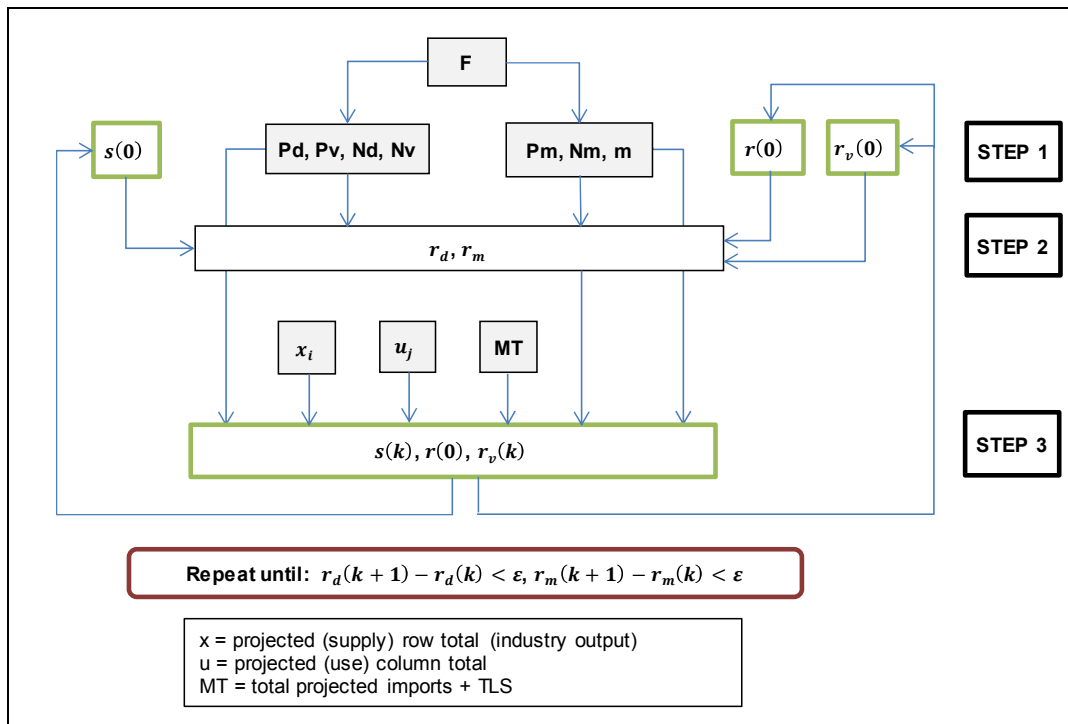 F
s(0)
Pd, Pv, Nd, Nv
Pm, Nm, m
r(0)
r_v(0)
STEP 1
r_d, r_m
STEP 2
x_i
u_j
MT
s(k), r(0), r_v(k)
STEP 3
Repeat until: r_d(k + 1) − r_d(k) < ε, r_m(k + 1) − r_m(k) < ε
x = projected (supply) row total (industry output)
u = projected (use) column total
MT = total projected imports + TLS